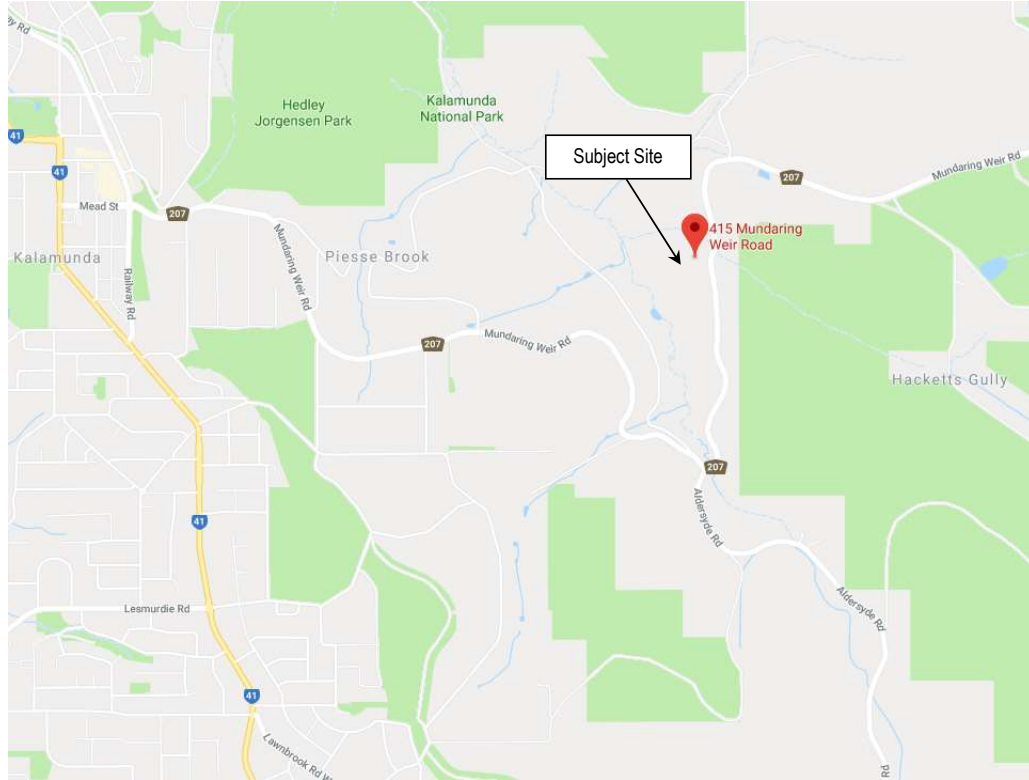 ay Rd
Hedley
Jorgensen Park
Kalamunda
National Park
41
Subject Site
41
207
Mundaring Weir Rd
Mead St
207
415 Mundaring
Weir Road
Kalamunda
Railway Rd
Mundaring Weir Rd
Piesse Brook
207
Mundaring Weir Rd
Hacketts Gully
207
41
Aldersyde Rd
Lesmurdie Rd
Aldersyde Rd
41
Lawnbrook Rd W
Rd